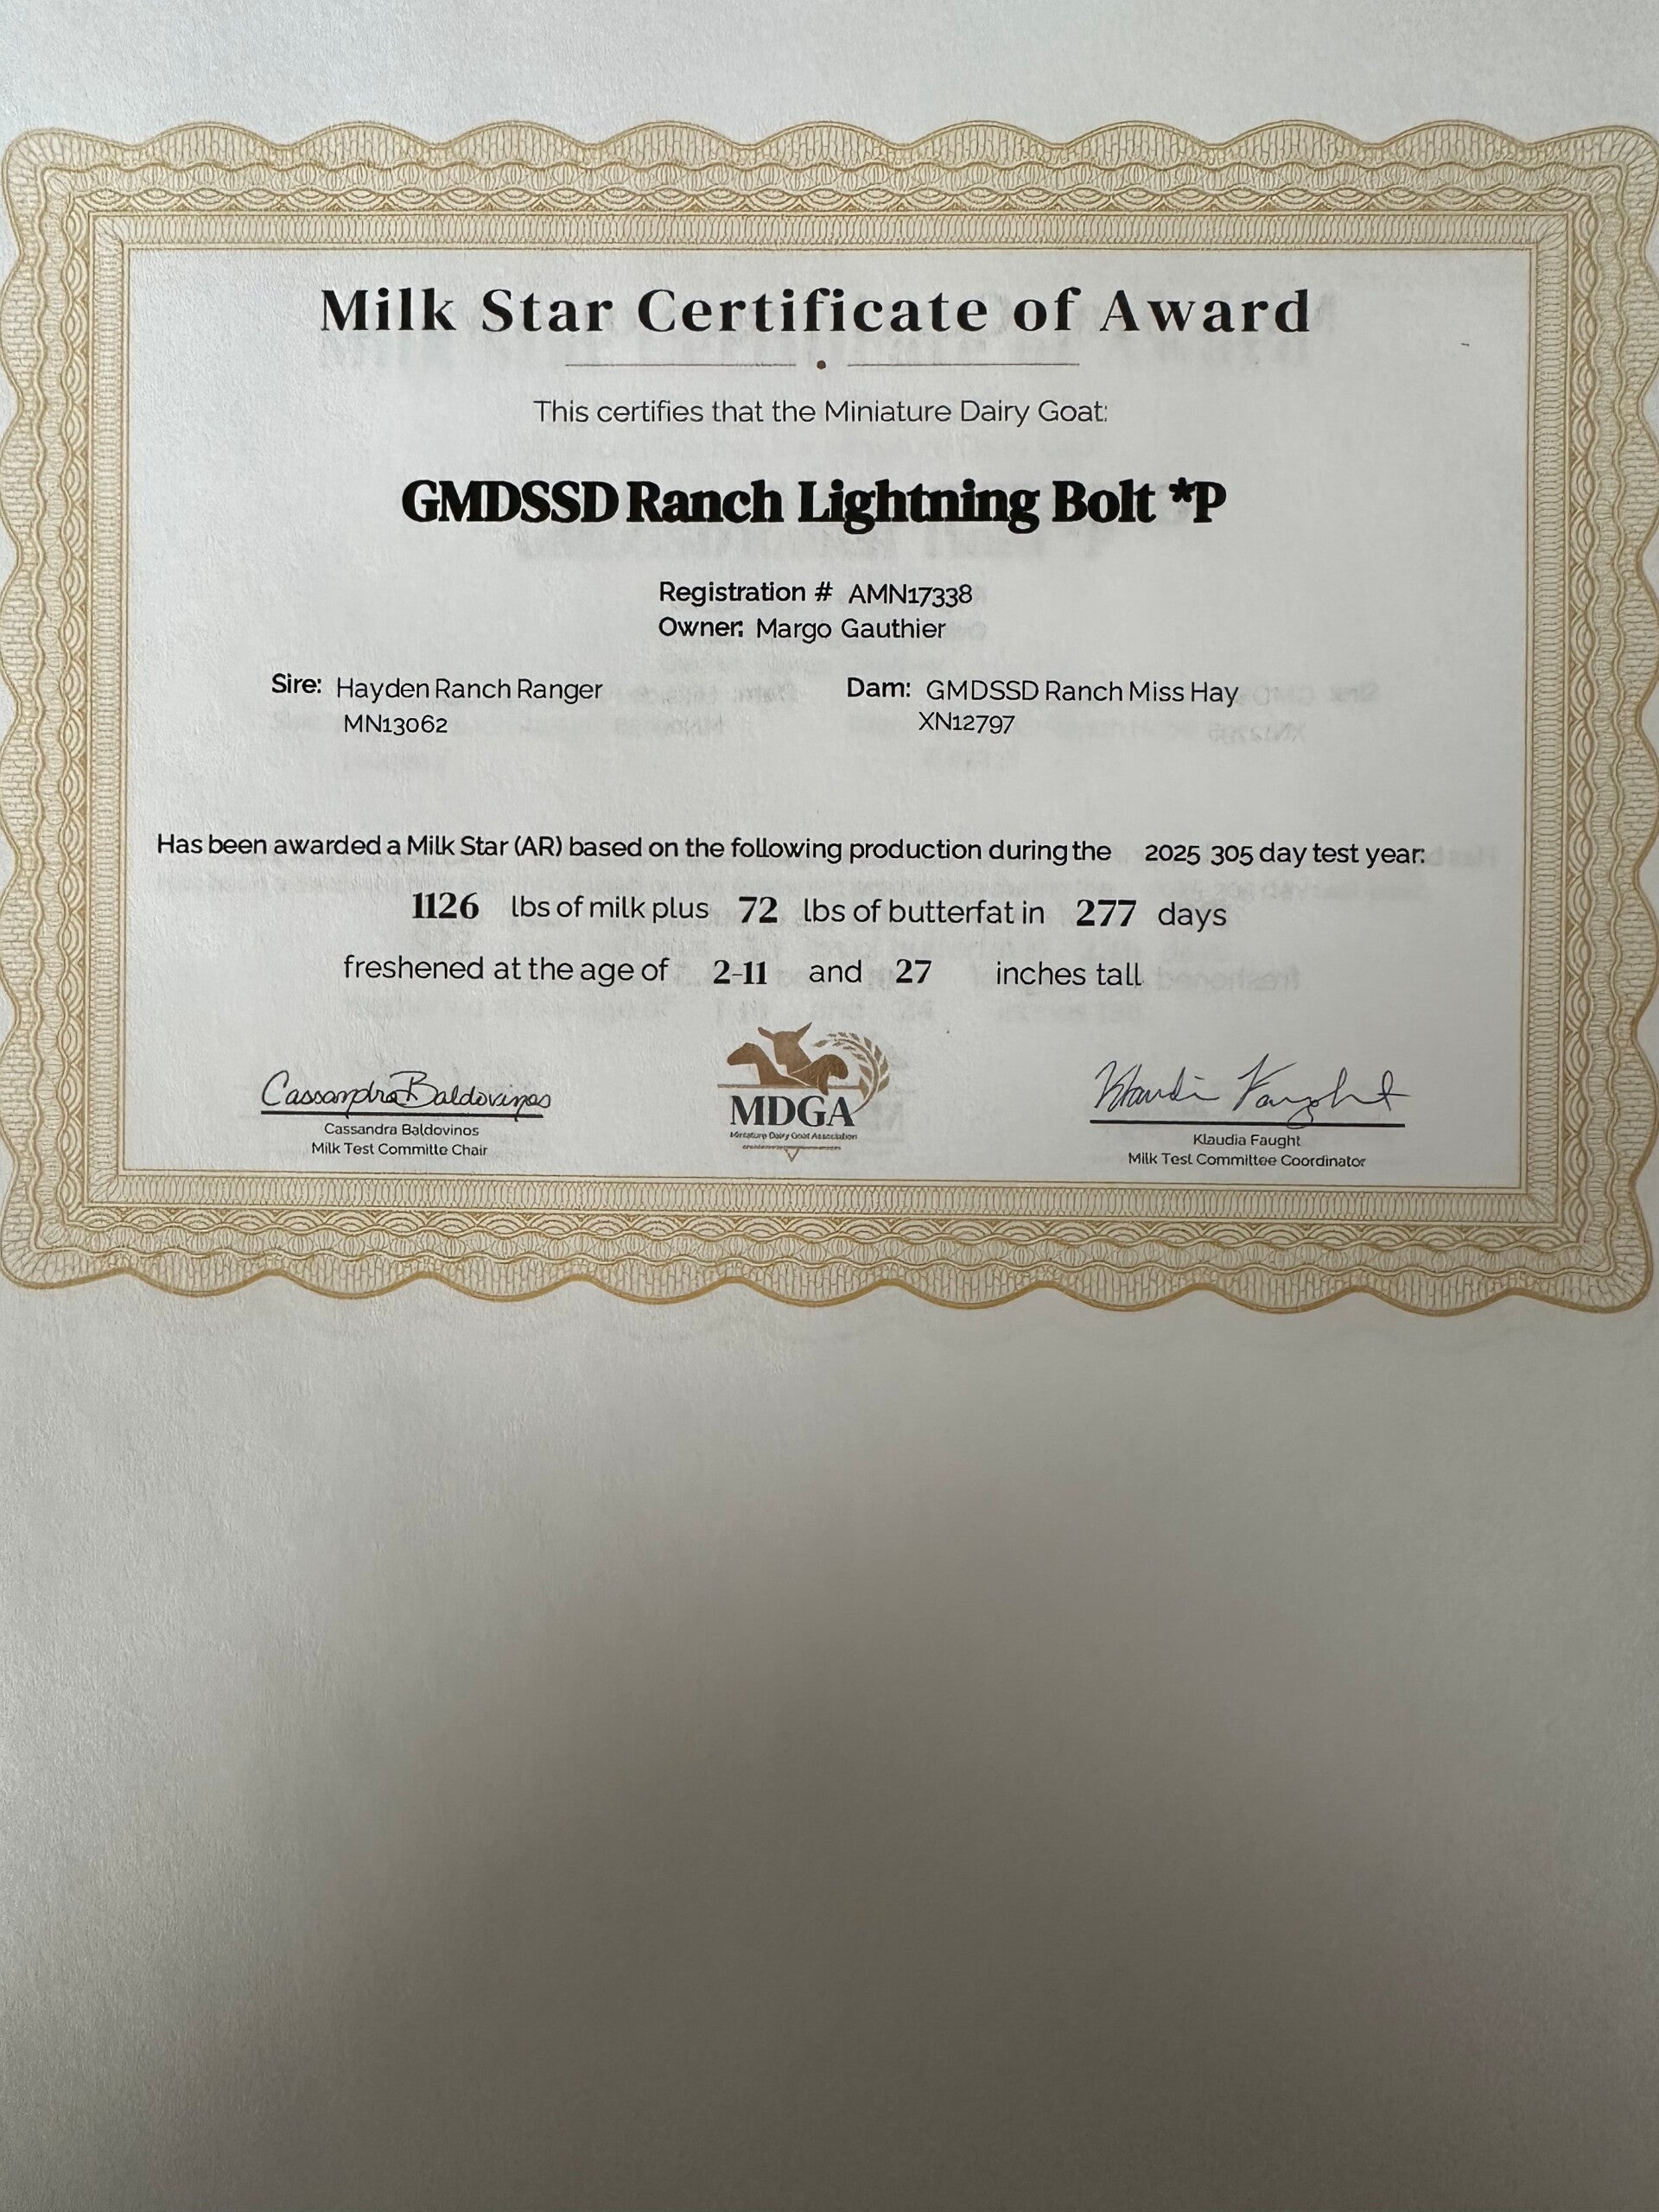 Milk Star Certificate of Award
This certifies that the Miniature Dairy Goat:
GMDSSD Ranch Lightning Bolt *P
Registration # AMN17338
Owner: Margo Gauthier
Sire: Hayden Ranch Ranger
MN13062
Dam: GMDSSD Ranch Miss Hay
XN12797
Has been awarded a Milk Star (AR) based on the following production during the 2025 305 day test year:
1126 lbs of milk plus 72 lbs of butterfat in 277 days
freshened at the age of 2-11 and 27 inches tall
Cassandra Baldovinos
Cassandra Baldovinos
Milk Test Committe Chair
MDGA
Miniature Dairy Goat Association
Klaudia Faught
Klaudia Faught
Milk Test Committee Coordinator